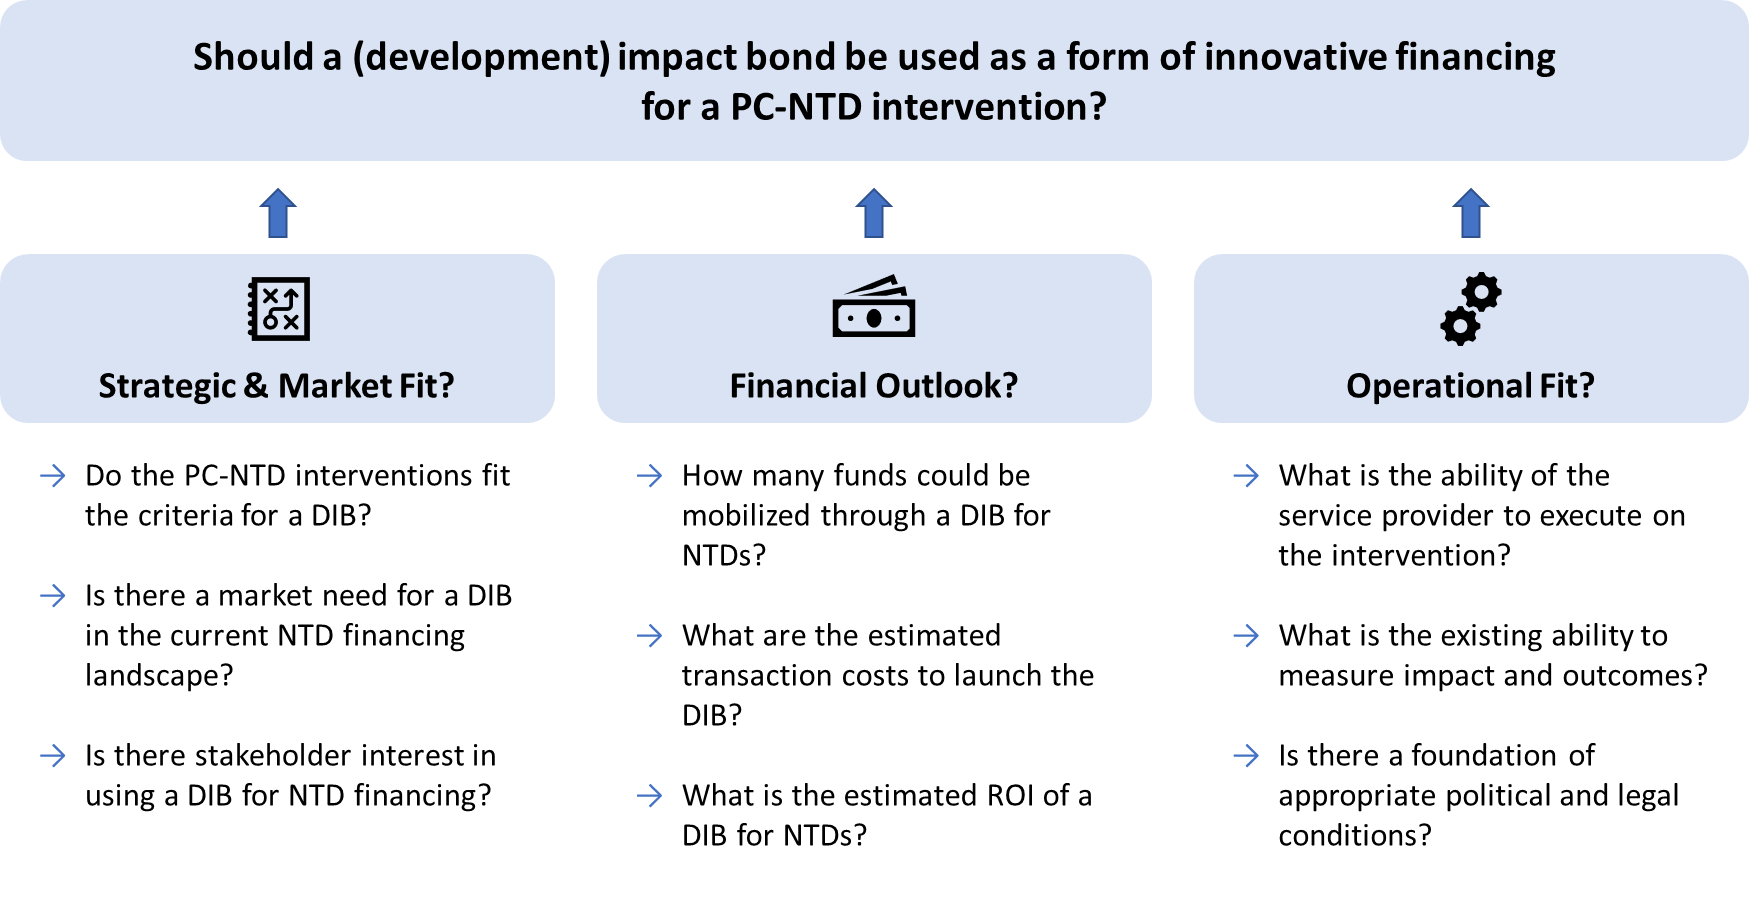 Should a (development) impact bond be used as a form of innovative financing
for a PC-NTD intervention?
Strategic & Market Fit?
Do the PC-NTD interventions fit
the criteria for a DIB?
Is there a market need for a DIB
in the current NTD financing
landscape?
Is there stakeholder interest in
using a DIB for NTD financing?
Financial Outlook?
How many funds could be
mobilized through a DIB for
NTDs?
What are the estimated
transaction costs to launch the
DIB?
What is the estimated ROI of a
DIB for NTDs?
Operational Fit?
What is the ability of the
service provider to execute on
the intervention?
What is the existing ability to
measure impact and outcomes?
Is there a foundation of
appropriate political and legal
conditions?